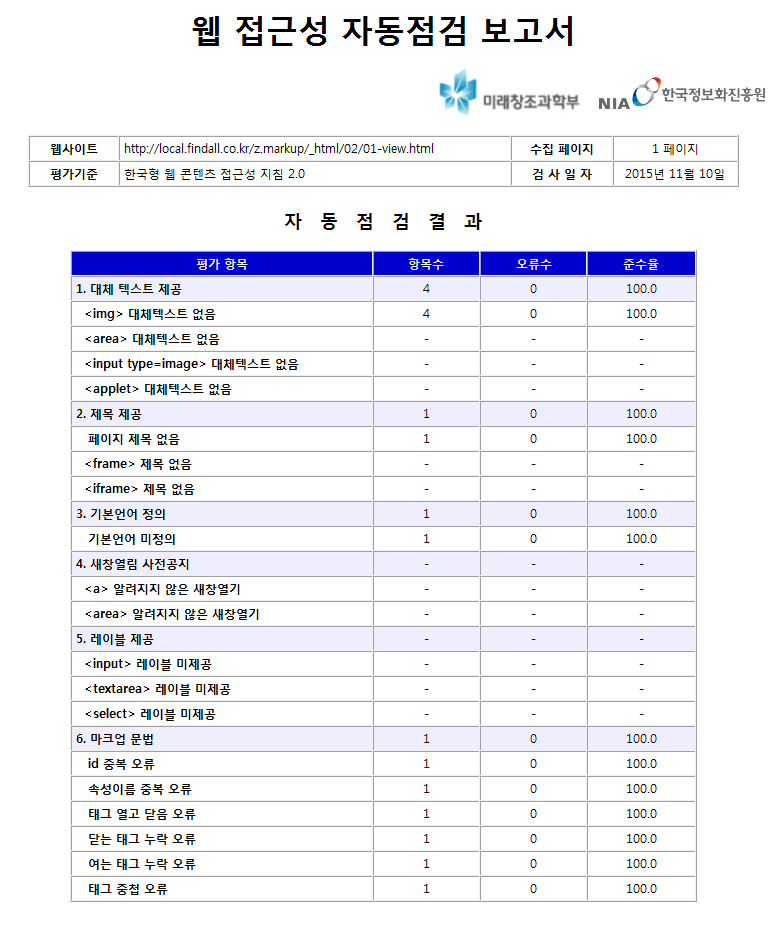 웹 접근성 자동점검 보고서
미래창조과학부 NIA 한국정보화진흥원
웹사이트 http://local.findall.co.kr/z.markup/_html/02/01-view.html 수집 페이지 1 페이지
평가기준 한국형 웹 콘텐츠 접근성 지침 2.0 검 사 일 자 2015년 11월 10일
자 동 점 검 결 과
평가 항목 항목수 오류수 준수율
1. 대체 텍스트 제공 4 0 100.0
<img> 대체텍스트 없음 4 0 100.0
<area> 대체텍스트 없음 - - -
<input type=image> 대체텍스트 없음 - - -
<applet> 대체텍스트 없음 - - -
2. 제목 제공 1 0 100.0
페이지 제목 없음 1 0 100.0
<frame> 제목 없음 - - -
<iframe> 제목 없음 - - -
3. 기본언어 정의 1 0 100.0
기본언어 미정의 1 0 100.0
4. 새창열림 사전공지 - - -
<a> 알려지지 않은 새창열기 - - -
<area> 알려지지 않은 새창열기 - - -
5. 레이블 제공 - - -
<input> 레이블 미제공 - - -
<textarea> 레이블 미제공 - - -
<select> 레이블 미제공 - - -
6. 마크업 문법 1 0 100.0
id 중복 오류 1 0 100.0
속성이름 중복 오류 1 0 100.0
태그 열고 닫음 오류 1 0 100.0
닫는 태그 누락 오류 1 0 100.0
여는 태그 누락 오류 1 0 100.0
태그 중첩 오류 1 0 100.0